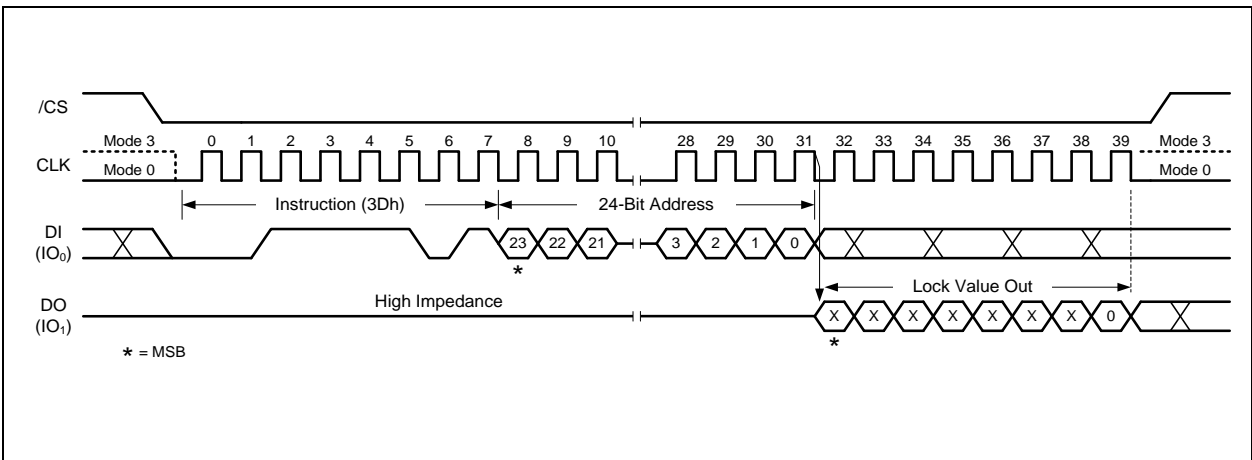 /CS
Mode 3 0 1 2 3 4 5 6 7 8 9 10 28 29 30 31 32 33 34 35 36 37 38 39 Mode 3
CLK Mode 0 Mode 0
Instruction (3Dh) 24-Bit Address
DI
(IO₀)
23 22 21 3 2 1 0
*
Lock Value Out
High Impedance
DO
(IO₁)
X X X X X X X 0
*
* = MSB